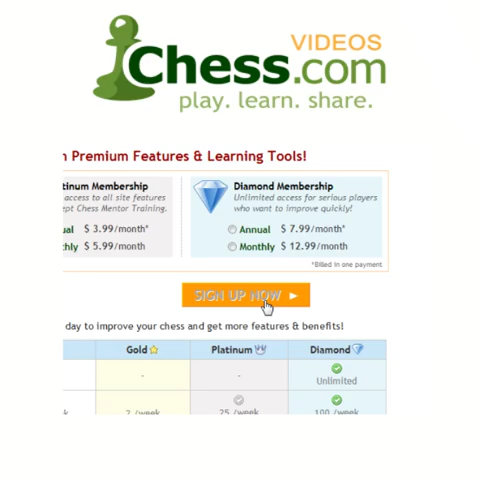 VIDEOS
Chess.com
play. learn. share.
Premium Features & Learning Tools!
tinum Membership
access to all site features
ept Chess Mentor Training.
ual $ 3.99/month*
hly $ 5.99/month
Diamond Membership
Unlimited access for serious players
who want to improve quickly!
Annual $ 7.99/month*
Monthly $ 12.99/month
*Billed in one payment
SIGN UP NOW
day to improve your chess and get more features & benefits!
Gold Platinum Diamond
- - Unlimited
2 /week 25 /week 100 /week